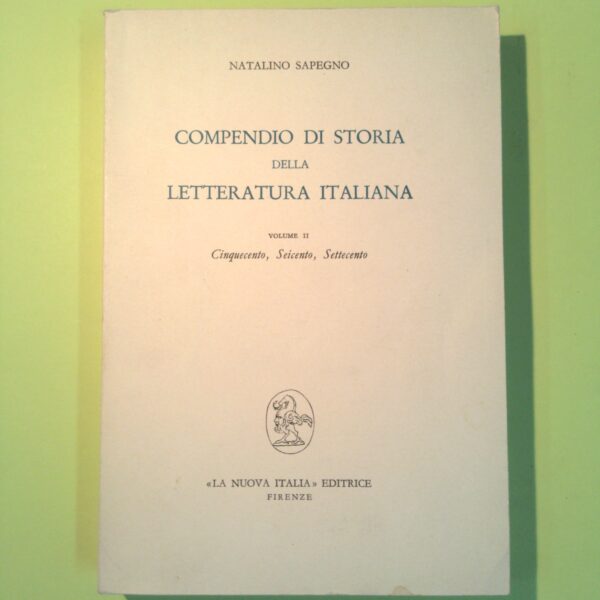 NATALINO SAPEGNO
COMPENDIO DI STORIA
DELLA
LETTERATURA ITALIANA
VOLUME II
Cinquecento, Seicento, Settecento
«LA NUOVA ITALIA» EDITRICE
FIRENZE